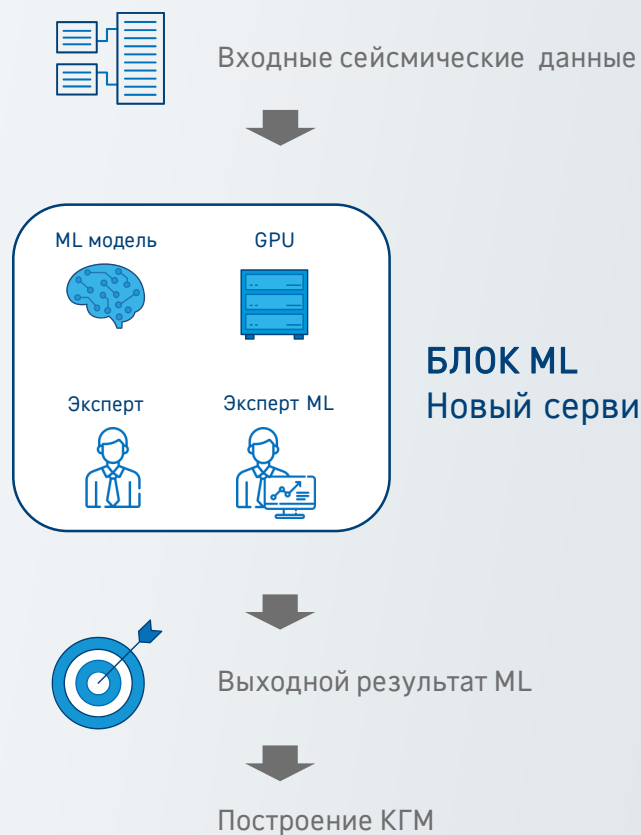 Входные сейсмические данные
ML модель GPU
Эксперт Эксперт ML
БЛОК ML
Новый серви
Выходной результат ML
Построение КГМ